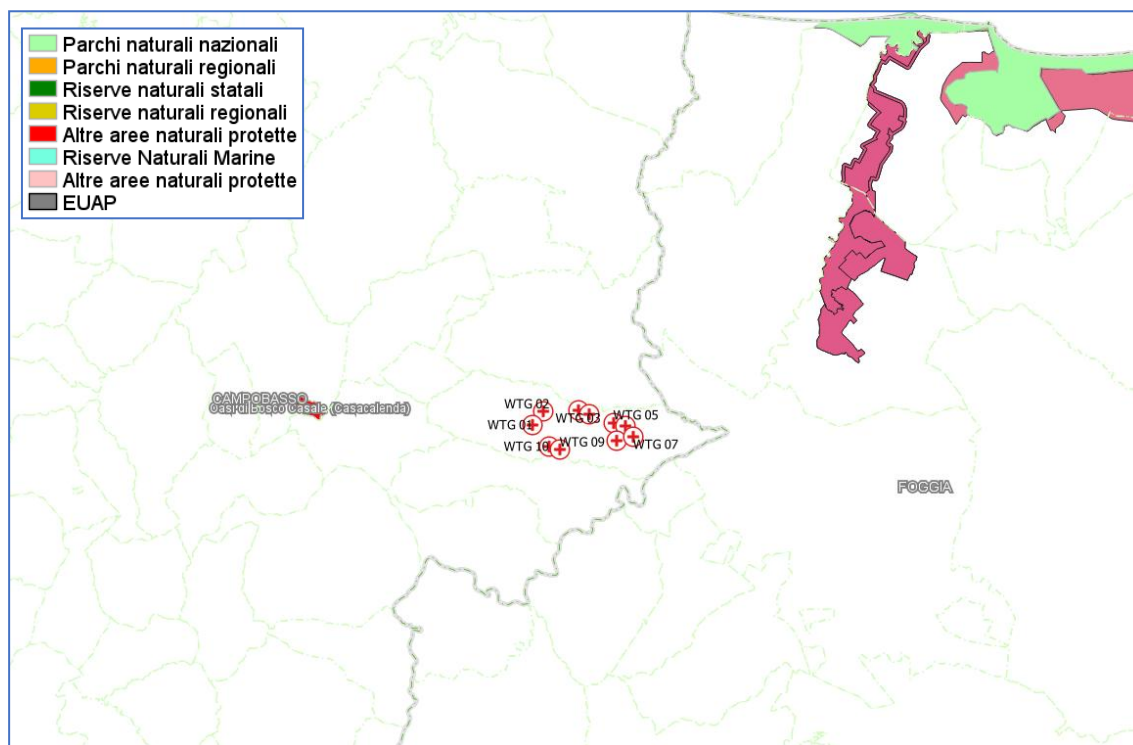 Parchi naturali nazionali
Parchi naturali regionali
Riserve naturali statali
Riserve naturali regionali
Altre aree naturali protette
Riserve Naturali Marine
Altre aree naturali protette
EUAP
CAMPOBASSO
Oasi di Bosco Casale (Casacalenda)
WTG 02
WTG 03
WTG 05
WTG 01
WTG 10
WTG 09
WTG 07
FOGGIA